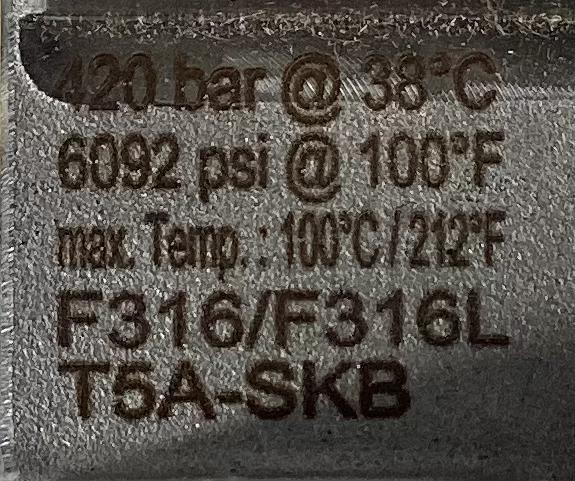 420 bar @ 38°C
6092 psi @ 100°F
max. Temp.: 100°C/212°F
F316/F316L
T5A-SKB